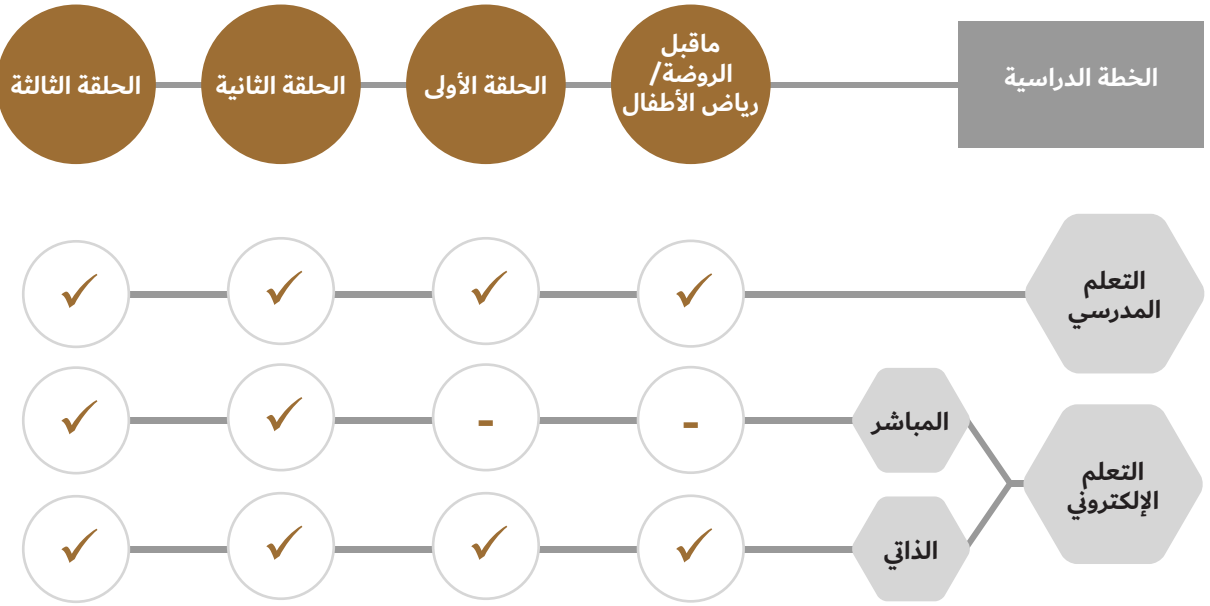 الخطة الدراسية
ماقبل
الروضة/
رياض الأطفال
الحلقة الأولى
الحلقة الثانية
الحلقة الثالثة
التعلم
المدرسي
✓
✓
✓
✓
التعلم
الإلكتروني
المباشر
-
-
✓
✓
الذاتي
✓
✓
✓
✓